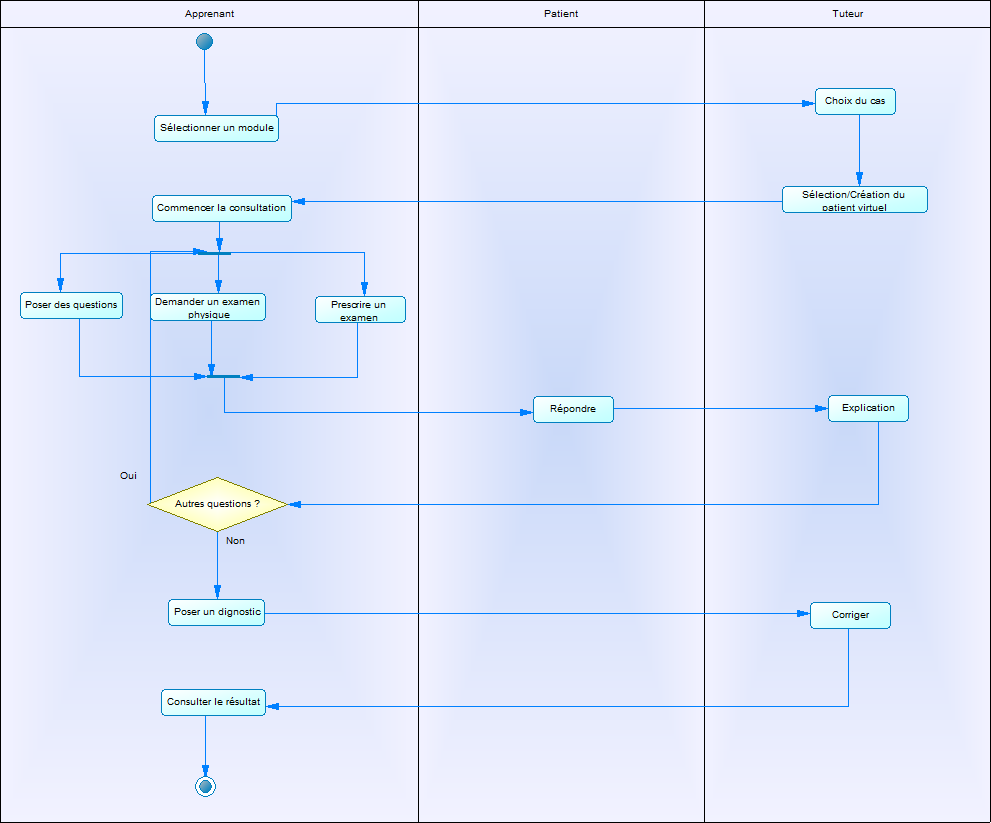 Apprenant
Patient
Tuteur
Choix du cas
Sélectionner un module
Sélection/Création du
patient virtuel
Commencer la consultation
Poser des questions
Demander un examen
physique
Prescrire un
examen
Répondre
Explication
Oui
Autres questions ?
Non
Poser un dignostic
Corriger
Consulter le résultat